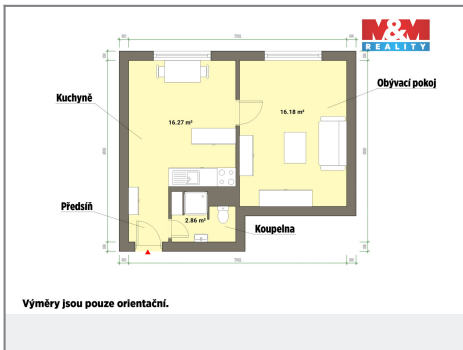 M&M
REALITY
Kuchyně
Obývací pokoj
16.27 m²
16.18 m²
Předsíň
2.86 m²
Koupelna
Výměry jsou pouze orientační.